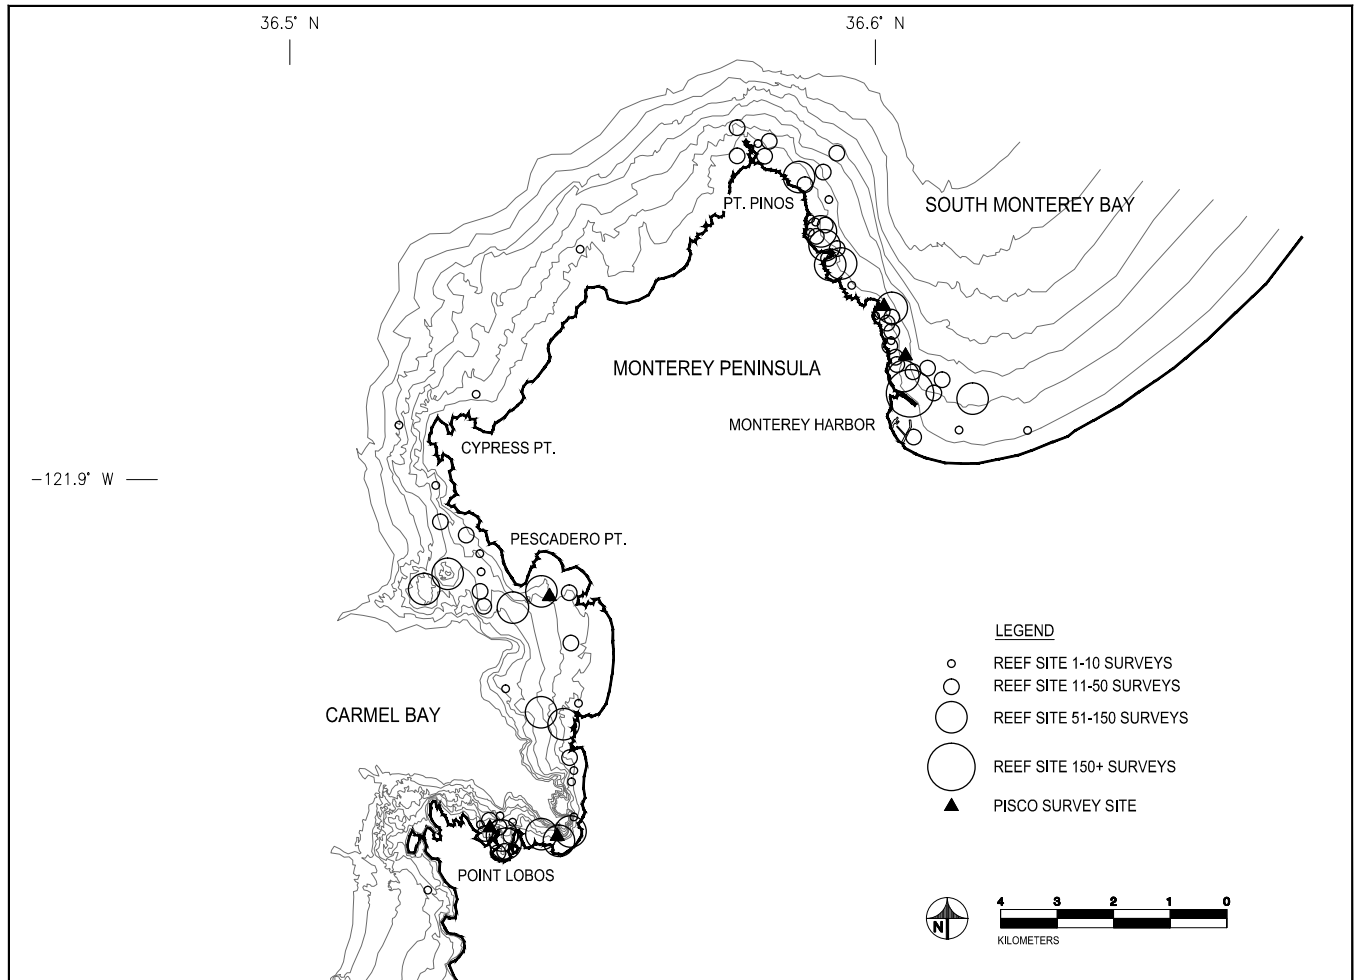 36.5° N
36.6° N
PT. PINOS
SOUTH MONTEREY BAY
MONTEREY PENINSULA
MONTEREY HARBOR
CYPRESS PT.
−121.9° W
PESCADERO PT.
CARMEL BAY
POINT LOBOS
LEGEND
REEF SITE 1-10 SURVEYS
REEF SITE 11-50 SURVEYS
REEF SITE 51-150 SURVEYS
REEF SITE 150+ SURVEYS
PISCO SURVEY SITE
N
4 3 2 1 0
KILOMETERS